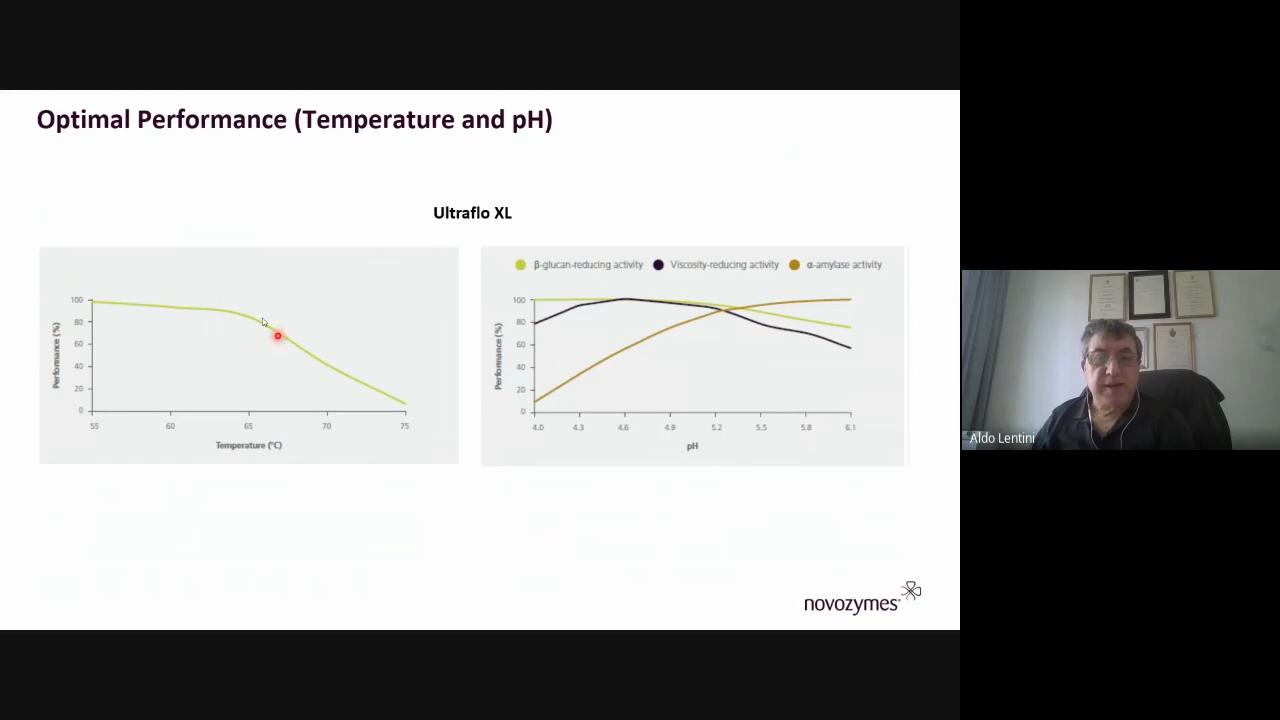 Optimal Performance (Temperature and pH)
Ultraflo XL
100
80
60
40
20
0
Performance (%)
55 60 65 70 75
Temperature (°C)
β-glucan-reducing activity Viscosity-reducing activity α-amylase activity
100
80
60
40
20
0
Performance (%)
4.0 4.3 4.6 4.9 5.2 5.5 5.8 6.1
pH
novozymes
Aldo Lentini